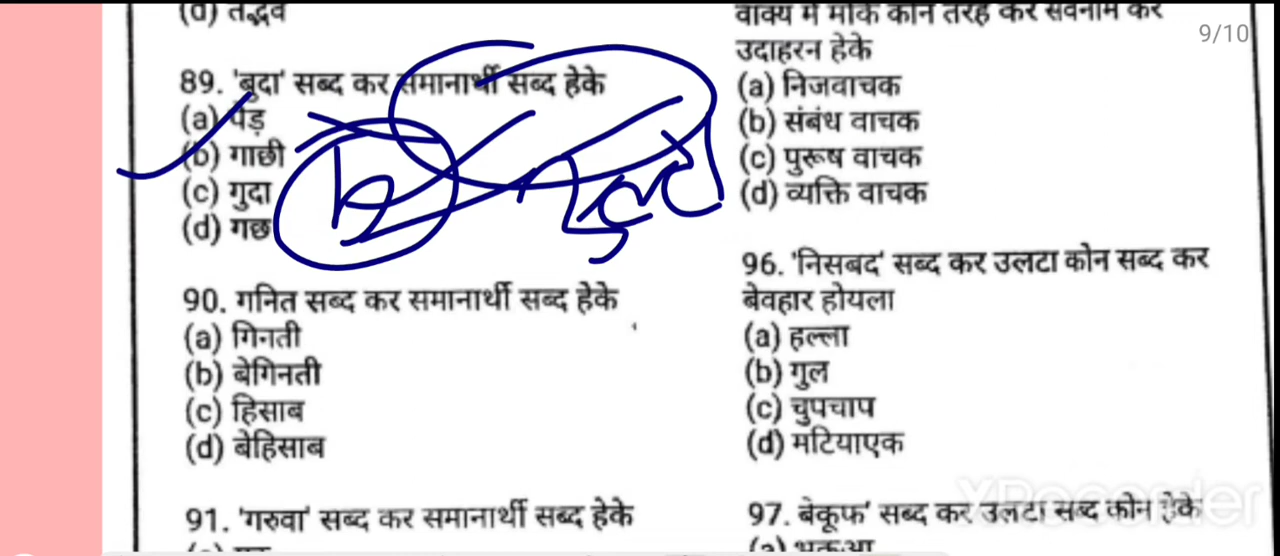 (d) तद्भव
89. 'बुदा' सब्द कर समानार्थी सब्द हेके
(a) पेड़
(b) गाछी
(c) गुदा
(d) गछ
b
90. गनित सब्द कर समानार्थी सब्द हेके
(a) गिनती
(b) बेगिनती
(c) हिसाब
(d) बेहिसाब
91. 'गरुवा' सब्द कर समानार्थी सब्द हेके
वाक्य में मोके कोन तरह कर सर्वनाम कर
उदाहरन हेके
(a) निजवाचक
(b) संबंध वाचक
(c) पुरूष वाचक
(d) व्यक्ति वाचक
96. 'निसबद' सब्द कर उलटा कोन सब्द कर
बेवहार होयला
(a) हल्ला
(b) गुल
(c) चुपचाप
(d) मटियाएक
97. बेकूफ' सब्द कर उलटा सब्द कोन हेके
(a) भकुआ
9/10
XRecorder